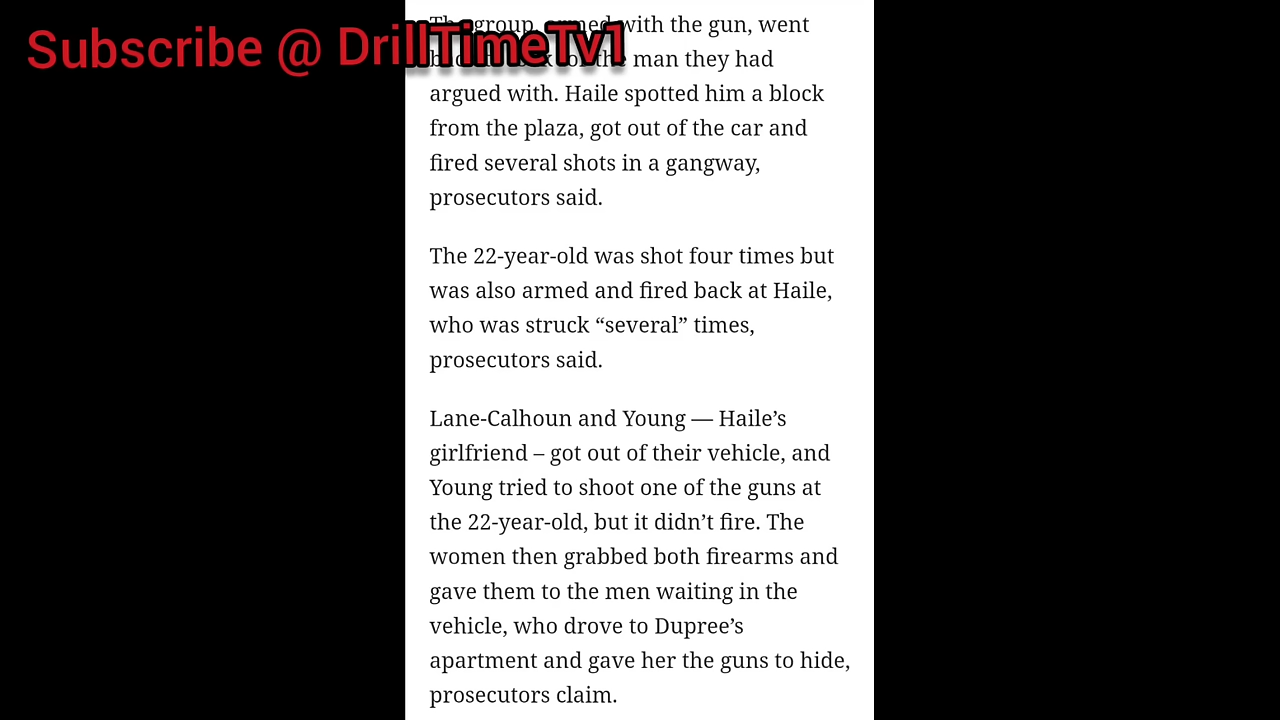 Subscribe @ DrillTimeTv1
The group, armed with the gun, went
the man they had
argued with. Haile spotted him a block
from the plaza, got out of the car and
fired several shots in a gangway,
prosecutors said.
The 22-year-old was shot four times but
was also armed and fired back at Haile,
who was struck “several” times,
prosecutors said.
Lane-Calhoun and Young — Haile’s
girlfriend – got out of their vehicle, and
Young tried to shoot one of the guns at
the 22-year-old, but it didn’t fire. The
women then grabbed both firearms and
gave them to the men waiting in the
vehicle, who drove to Dupree’s
apartment and gave her the guns to hide,
prosecutors claim.